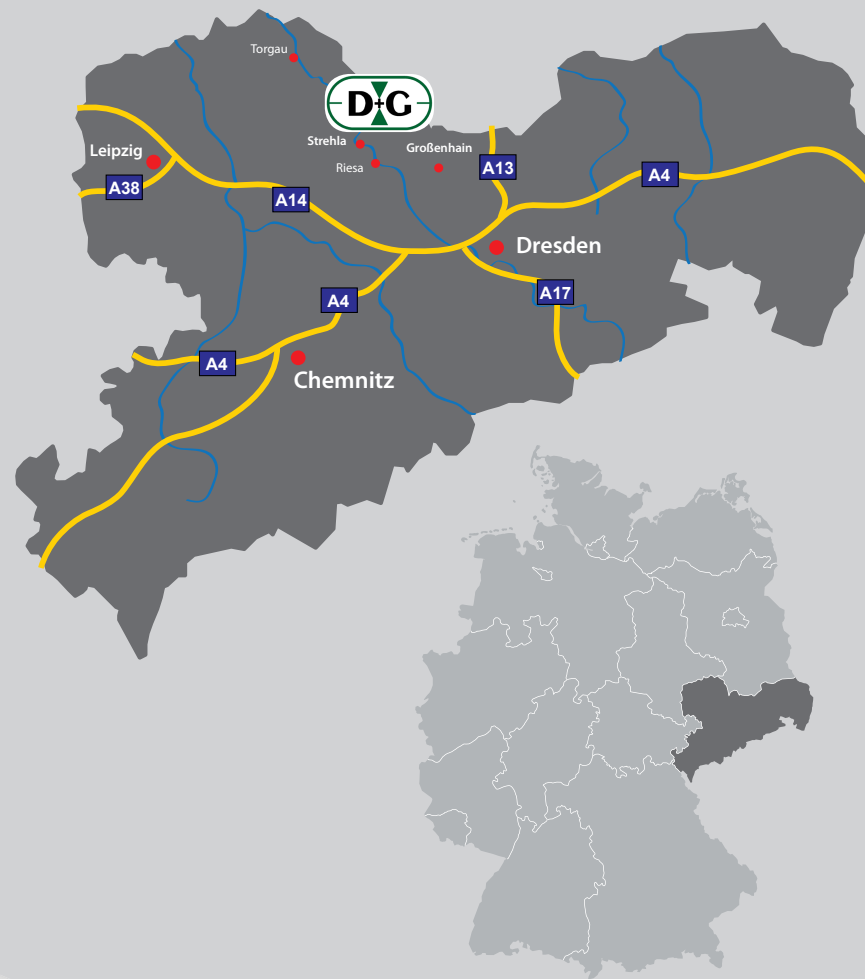 Torgau
D+G
Strehla
Großenhain
Riesa
Leipzig
A38
A14
A13
A4
Dresden
A4
A17
A4
Chemnitz